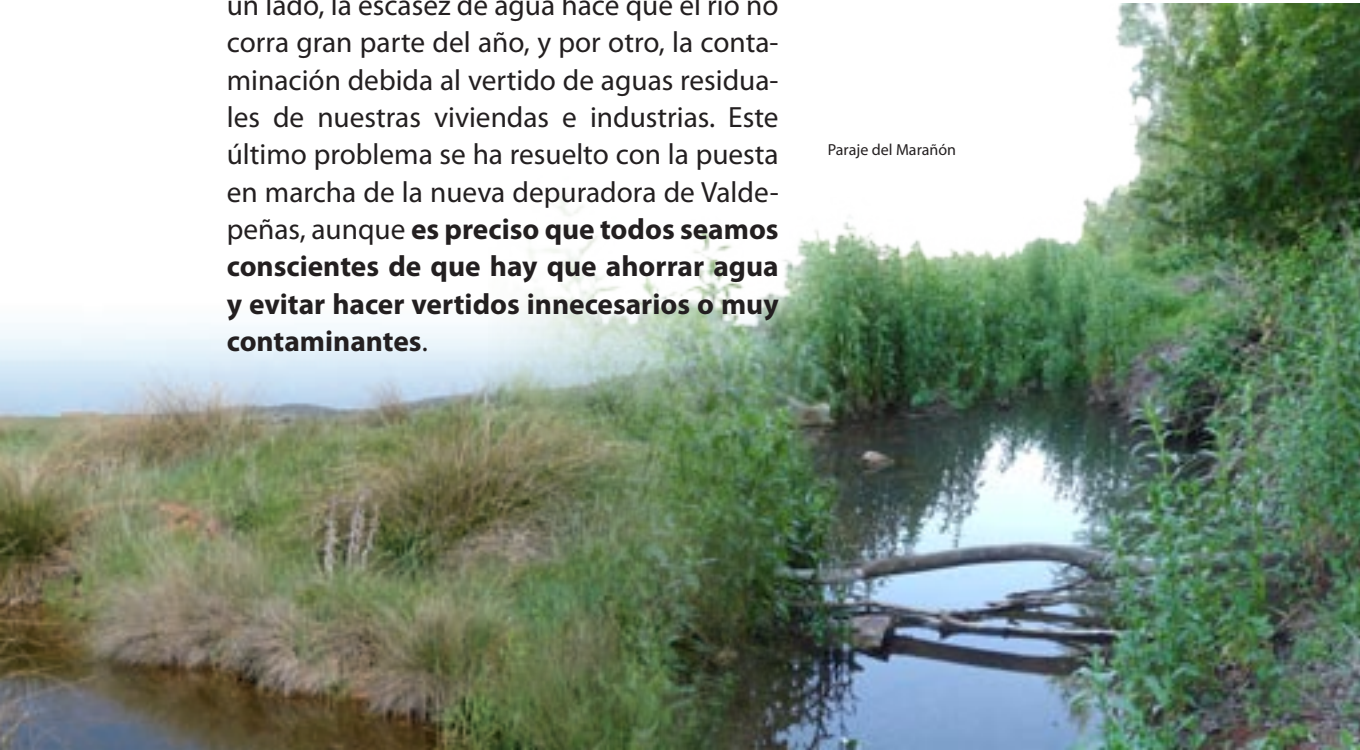 un lado, la escasez de agua hace que el río no
corra gran parte del año, y por otro, la conta-
minación debida al vertido de aguas residua-
les de nuestras viviendas e industrias. Este
último problema se ha resuelto con la puesta
en marcha de la nueva depuradora de Valde-
peñas, aunque es preciso que todos seamos
conscientes de que hay que ahorrar agua
y evitar hacer vertidos innecesarios o muy
contaminantes.
Paraje del Marañón